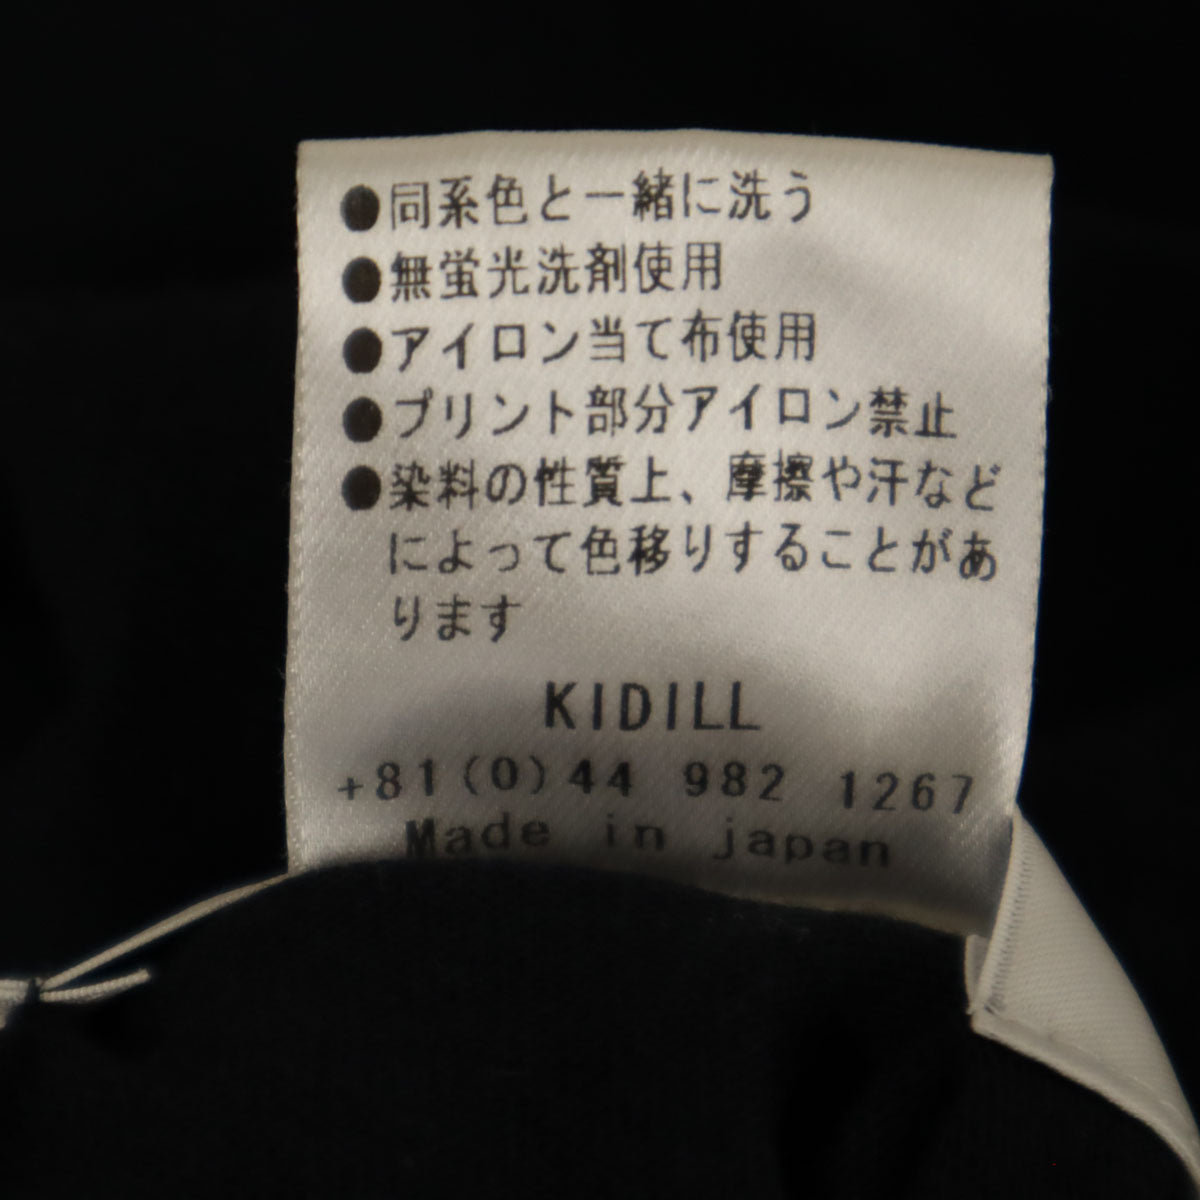 ●同系色と一緒に洗う
●無蛍光洗剤使用
●アイロン当て布使用
●プリント部分アイロン禁止
●染料の性質上、摩擦や汗など
によって色移りすることがあ
ります
KIDILL
+81(0)44 982 1267
Made in japan